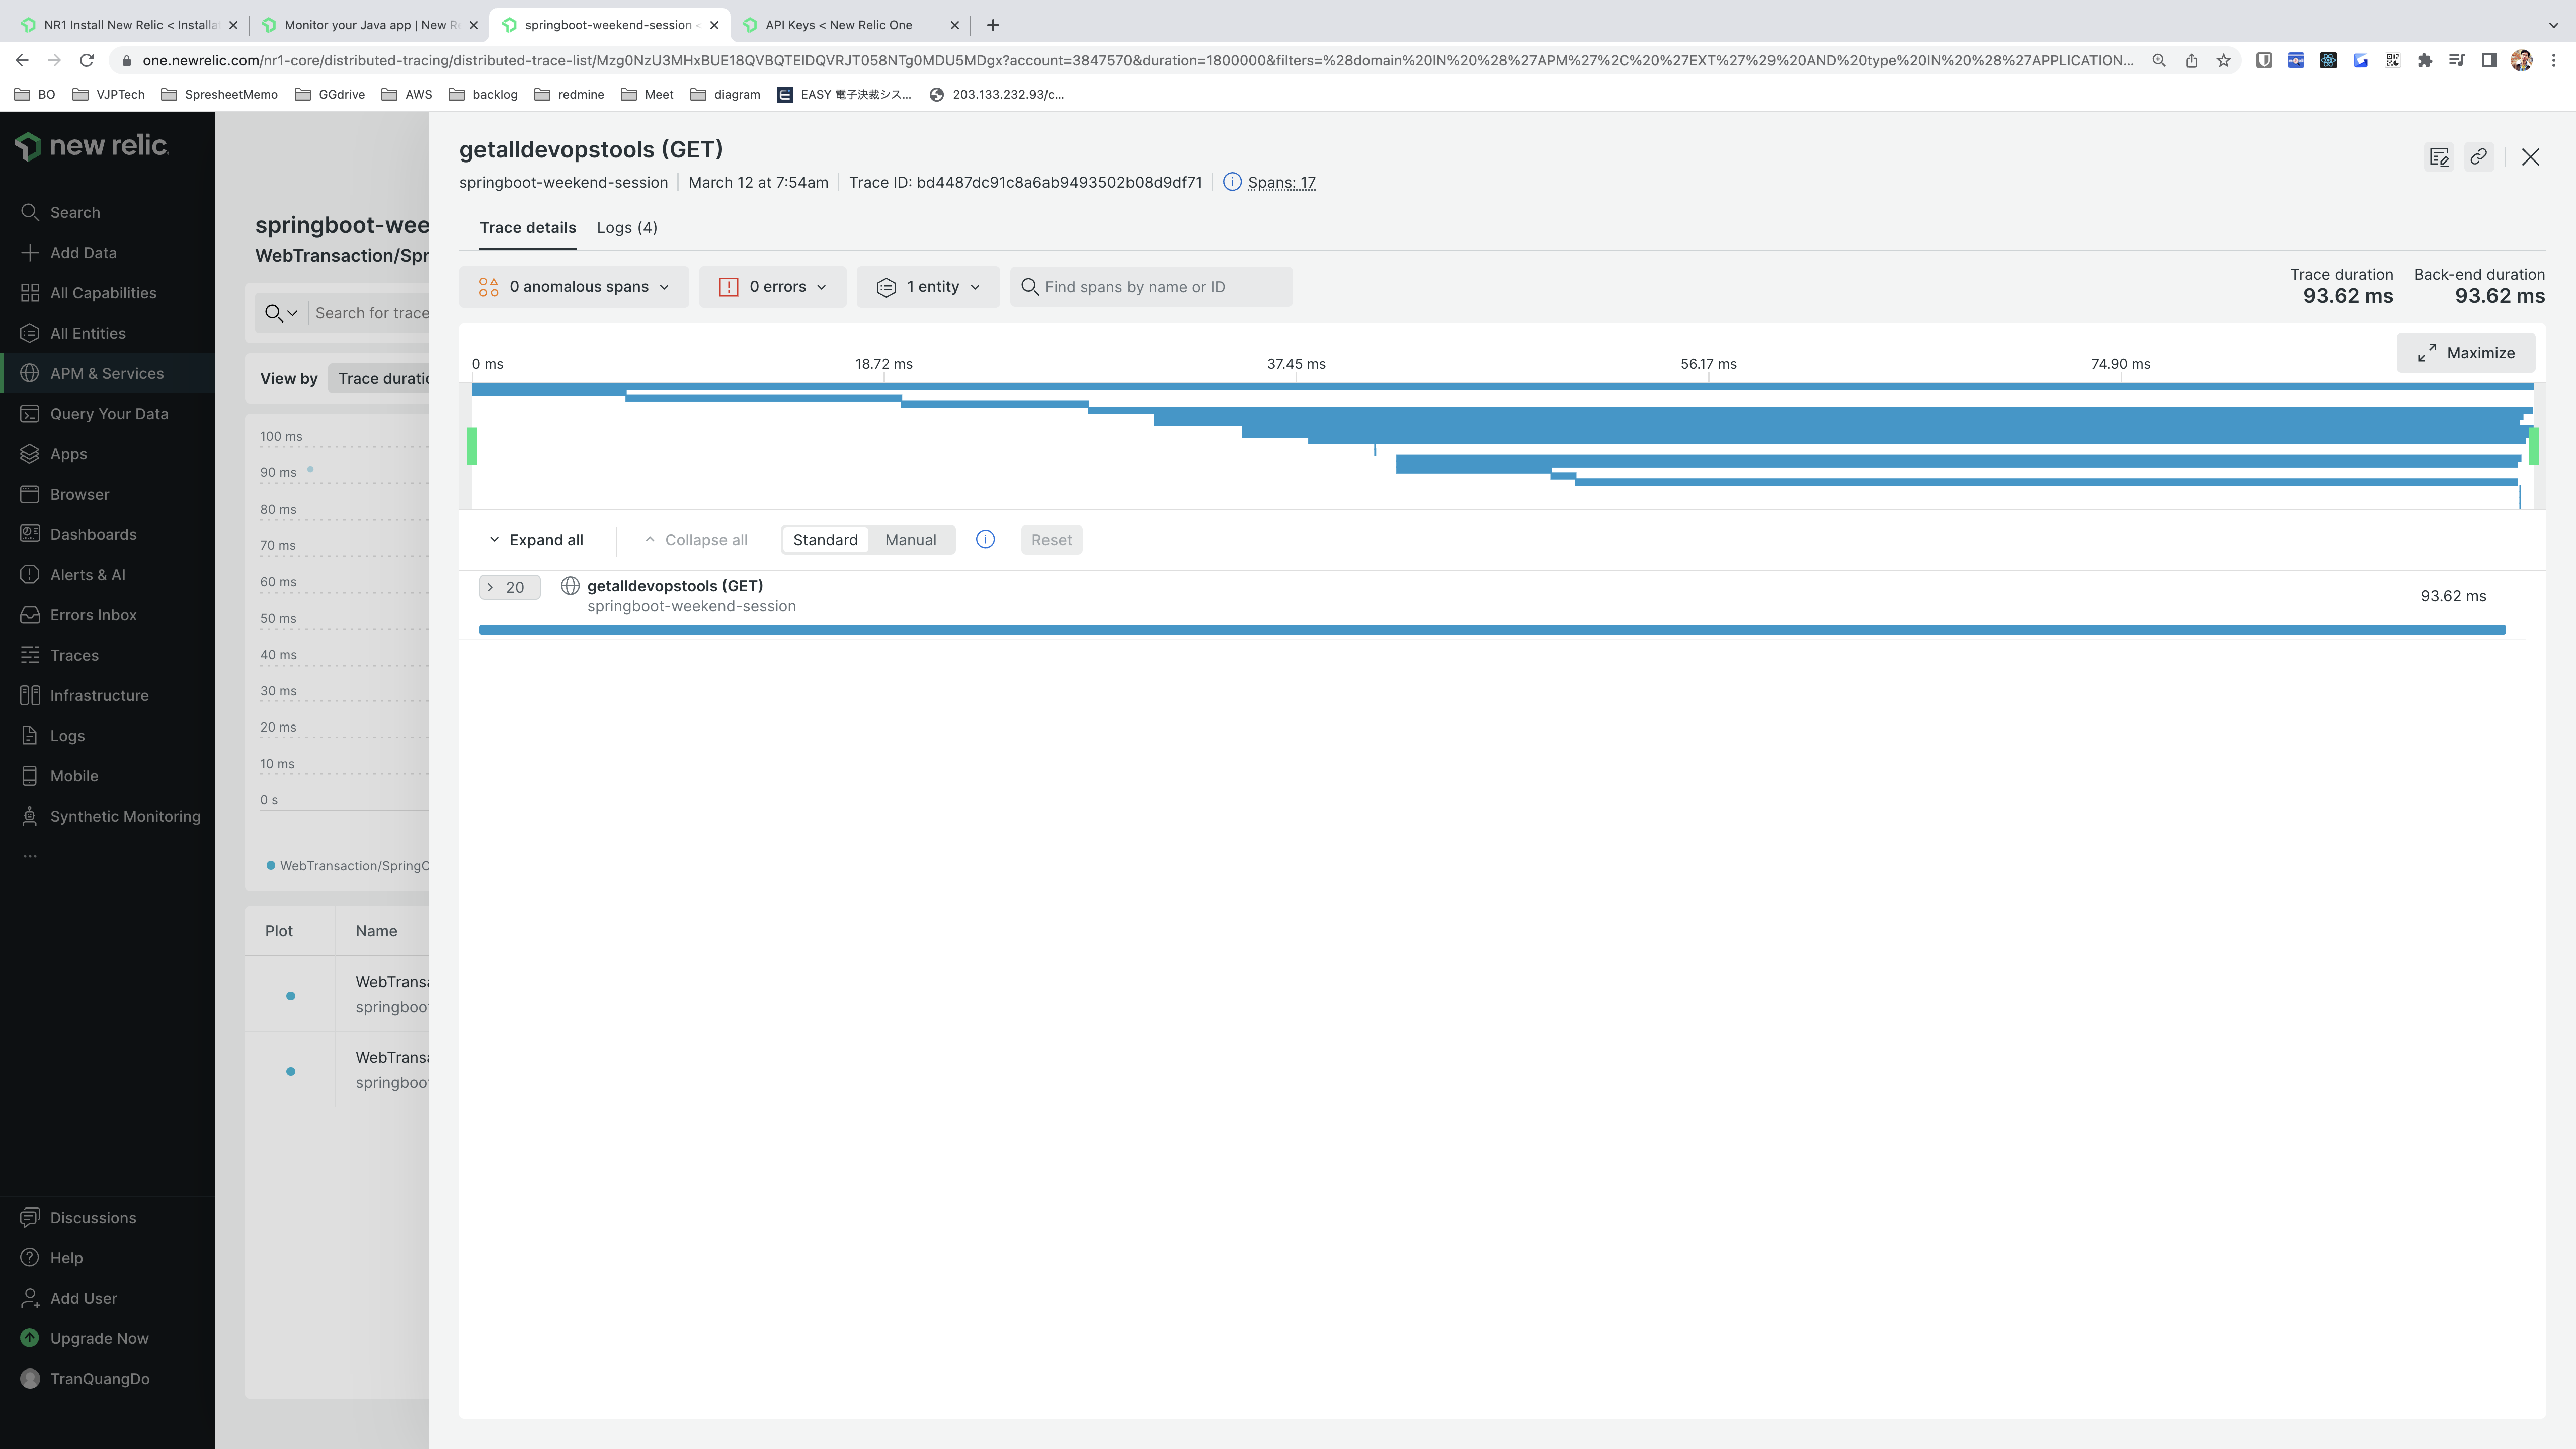 NR1 Install New Relic < Installa
Monitor your Java app | New Re
springboot-weekend-session <
API Keys < New Relic One
one.newrelic.com/nr1-core/distributed-tracing/distributed-trace-list/Mzg0NzU3MHxBUE18QVBQTElDQVRJT058NTg0MDU5MDgx?account=3847570&duration=1800000&filters=%28domain%20IN%20%28%27APM%27%2C%20%27EXT%27%29%20AND%20type%20IN%20%28%27APPLICATION...
BO
VJPTech
SpresheetMemo
GGdrive
AWS
backlog
redmine
Meet
diagram
EASY 電子決裁シス...
203.133.232.93/c...
new relic
Search
Add Data
All Capabilities
All Entities
APM & Services
Query Your Data
Apps
Browser
Dashboards
Alerts & AI
Errors Inbox
Traces
Infrastructure
Logs
Mobile
Synthetic Monitoring
...
Discussions
Help
Add User
Upgrade Now
TranQuangDo
springboot-wee
WebTransaction/Spr
Search for trace
View by
Trace duratio
100 ms
90 ms
80 ms
70 ms
60 ms
50 ms
40 ms
30 ms
20 ms
10 ms
0 s
WebTransaction/SpringC
Plot
Name
WebTransa
springboot
WebTransa
springboot
getalldevopstools (GET)
springboot-weekend-session
March 12 at 7:54am
Trace ID: bd4487dc91c8a6ab9493502b08d9df71
Spans: 17
Trace details
Logs (4)
0 anomalous spans
0 errors
1 entity
Find spans by name or ID
Trace duration
93.62 ms
Back-end duration
93.62 ms
0 ms
18.72 ms
37.45 ms
56.17 ms
74.90 ms
Maximize
Expand all
Collapse all
Standard
Manual
Reset
20
getalldevopstools (GET)
springboot-weekend-session
93.62 ms